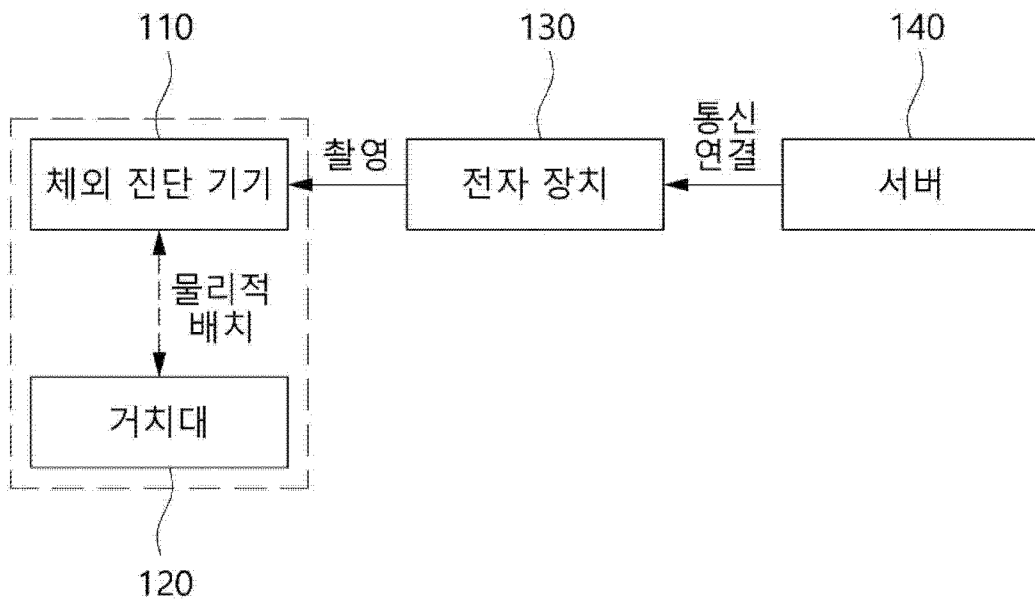 110
130
140
체외 진단 기기
촬영
전자 장치
통신
연결
서버
물리적
배치
거치대
120